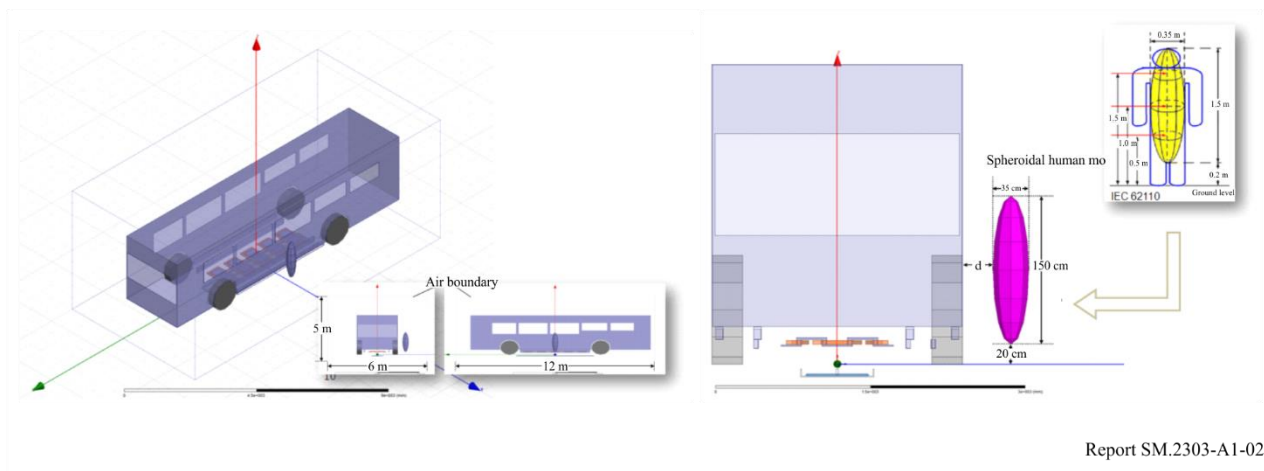 Air boundary
5 m
6 m
12 m
10
0.35 m
1.5 m
1.5 m
1.0 m
0.5 m
0.2 m
Ground level
IEC 62110
Spheroidal human mo
35 cm
d
150 cm
20 cm
Report SM.2303-A1-02